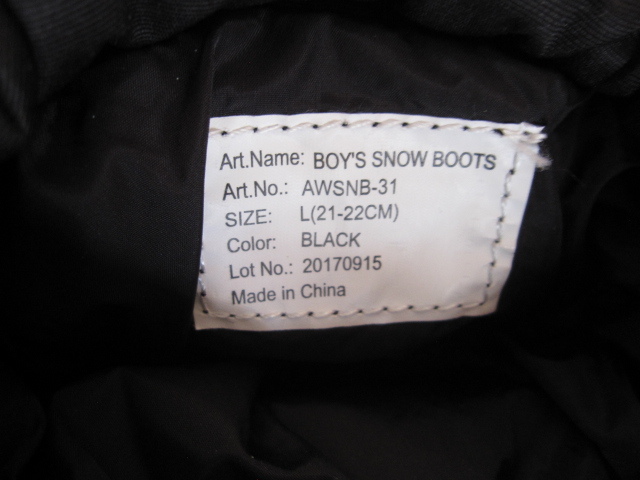 Art.Name: BOY'S SNOW BOOTS
Art.No.: AWSNB-31
SIZE: L(21-22CM)
Color: BLACK
Lot No.: 20170915
Made in China